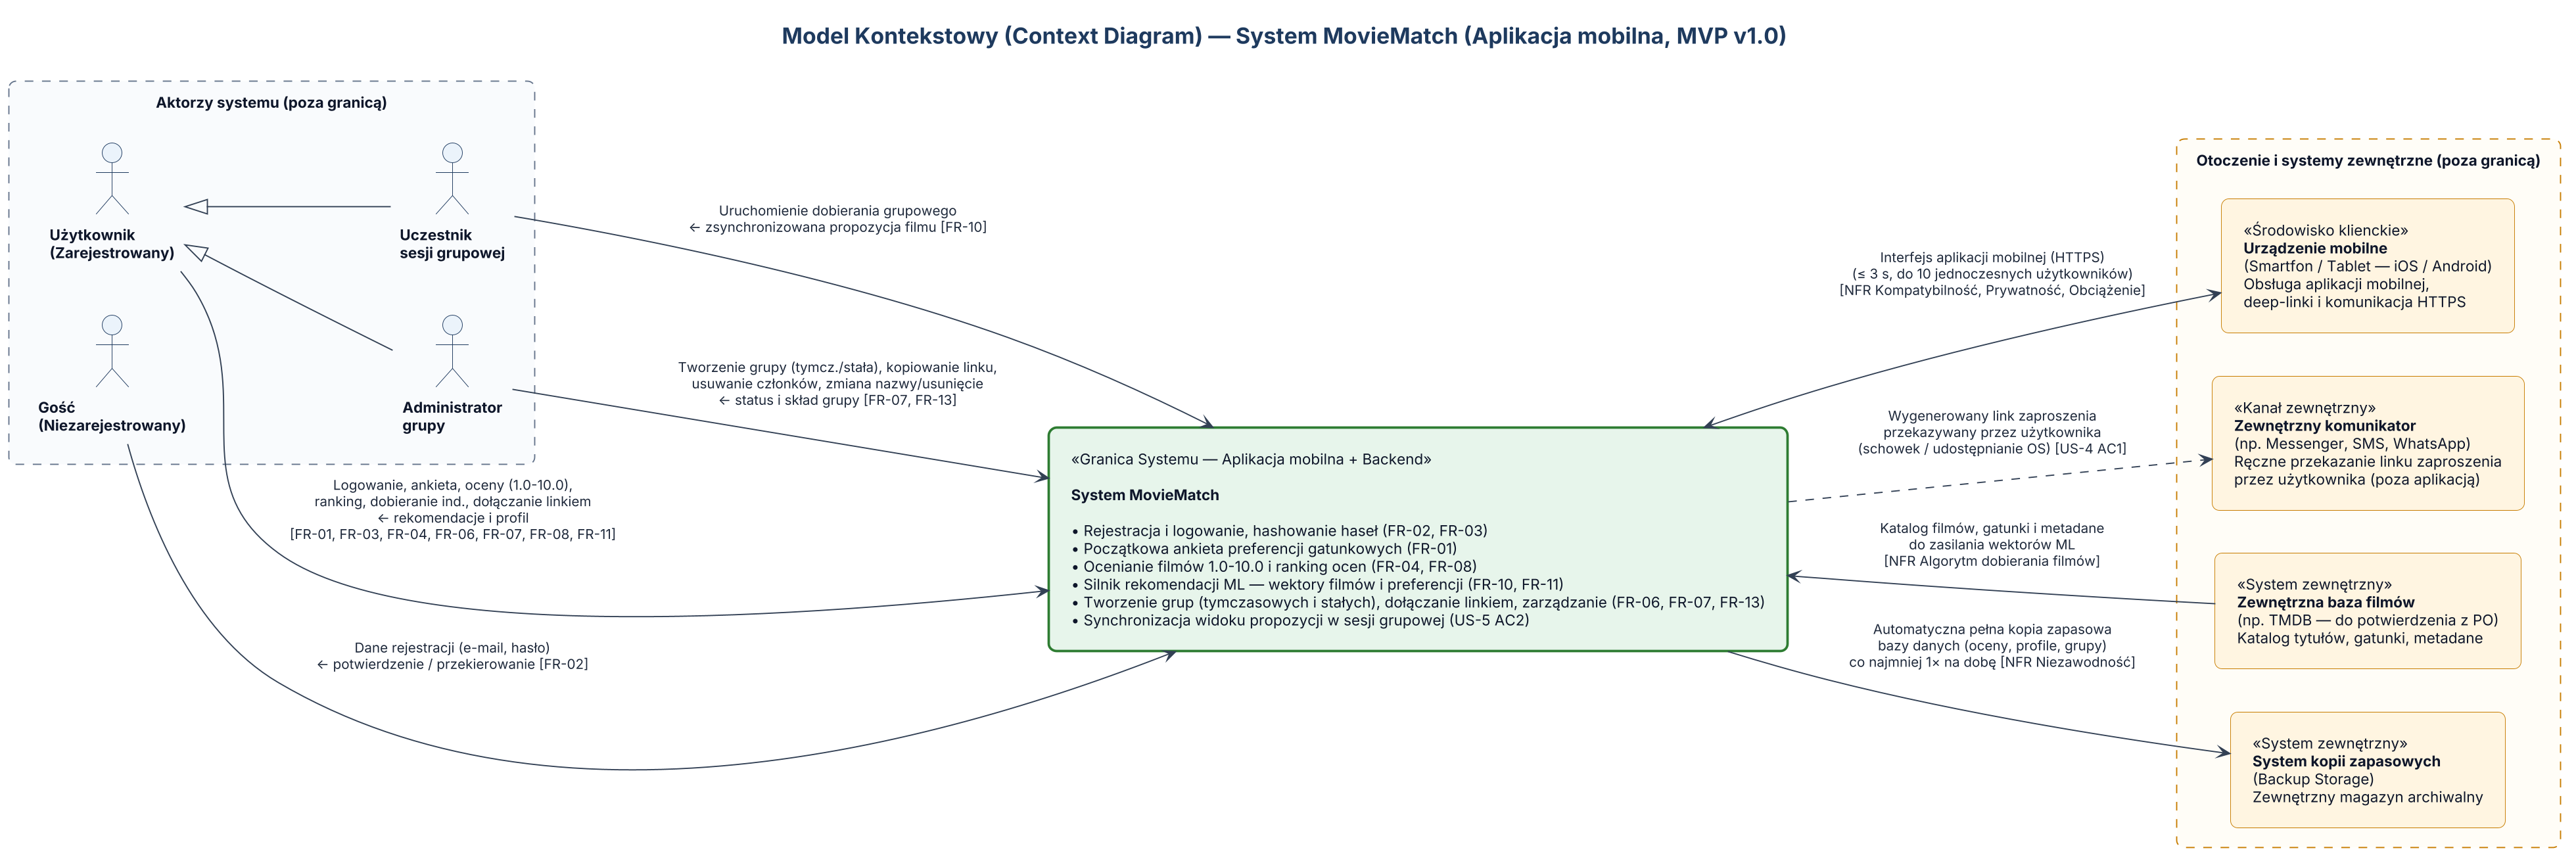 Model Kontekstowy (Context Diagram) — System MovieMatch (Aplikacja mobilna, MVP v1.0)
Aktorzy systemu (poza granicą)
Użytkownik
(Zarejestrowany)
Uczestnik
sesji grupowej
Gość
(Niezarejestrowany)
Administrator
grupy
Uruchomienie dobierania grupowego
← zsynchronizowana propozycja filmu [FR-10]
Tworzenie grupy (tymcz./stała), kopiowanie linku,
usuwanie członków, zmiana nazwy/usunięcie
← status i skład grupy [FR-07, FR-13]
Logowanie, ankieta, oceny (1.0-10.0),
ranking, dobieranie ind., dołączanie linkiem
← rekomendacje i profil
[FR-01, FR-03, FR-04, FR-06, FR-07, FR-08, FR-11]
Dane rejestracji (e-mail, hasło)
← potwierdzenie / przekierowanie [FR-02]
«Granica Systemu — Aplikacja mobilna + Backend»
System MovieMatch
• Rejestracja i logowanie, hashowanie haseł (FR-02, FR-03)
• Początkowa ankieta preferencji gatunkowych (FR-01)
• Ocenianie filmów 1.0-10.0 i ranking ocen (FR-04, FR-08)
• Silnik rekomendacji ML — wektory filmów i preferencji (FR-10, FR-11)
• Tworzenie grup (tymczasowych i stałych), dołączanie linkiem, zarządzanie (FR-06, FR-07, FR-13)
• Synchronizacja widoku propozycji w sesji grupowej (US-5 AC2)
Interfejs aplikacji mobilnej (HTTPS)
(≤ 3 s, do 10 jednoczesnych użytkowników)
[NFR Kompatybilność, Prywatność, Obciążenie]
Wygenerowany link zaproszenia
przekazywany przez użytkownika
(schowek / udostępnianie OS) [US-4 AC1]
Katalog filmów, gatunki i metadane
do zasilania wektorów ML
[NFR Algorytm dobierania filmów]
Automatyczna pełna kopia zapasowa
bazy danych (oceny, profile, grupy)
co najmniej 1× na dobę [NFR Niezawodność]
Otoczenie i systemy zewnętrzne (poza granicą)
«Środowisko klienckie»
Urządzenie mobilne
(Smartfon / Tablet — iOS / Android)
Obsługa aplikacji mobilnej,
deep-linki i komunikacja HTTPS
«Kanał zewnętrzny»
Zewnętrzny komunikator
(np. Messenger, SMS, WhatsApp)
Ręczne przekazanie linku zaproszenia
przez użytkownika (poza aplikacją)
«System zewnętrzny»
Zewnętrzna baza filmów
(np. TMDB — do potwierdzenia z PO)
Katalog tytułów, gatunki, metadane
«System zewnętrzny»
System kopii zapasowych
(Backup Storage)
Zewnętrzny magazyn archiwalny